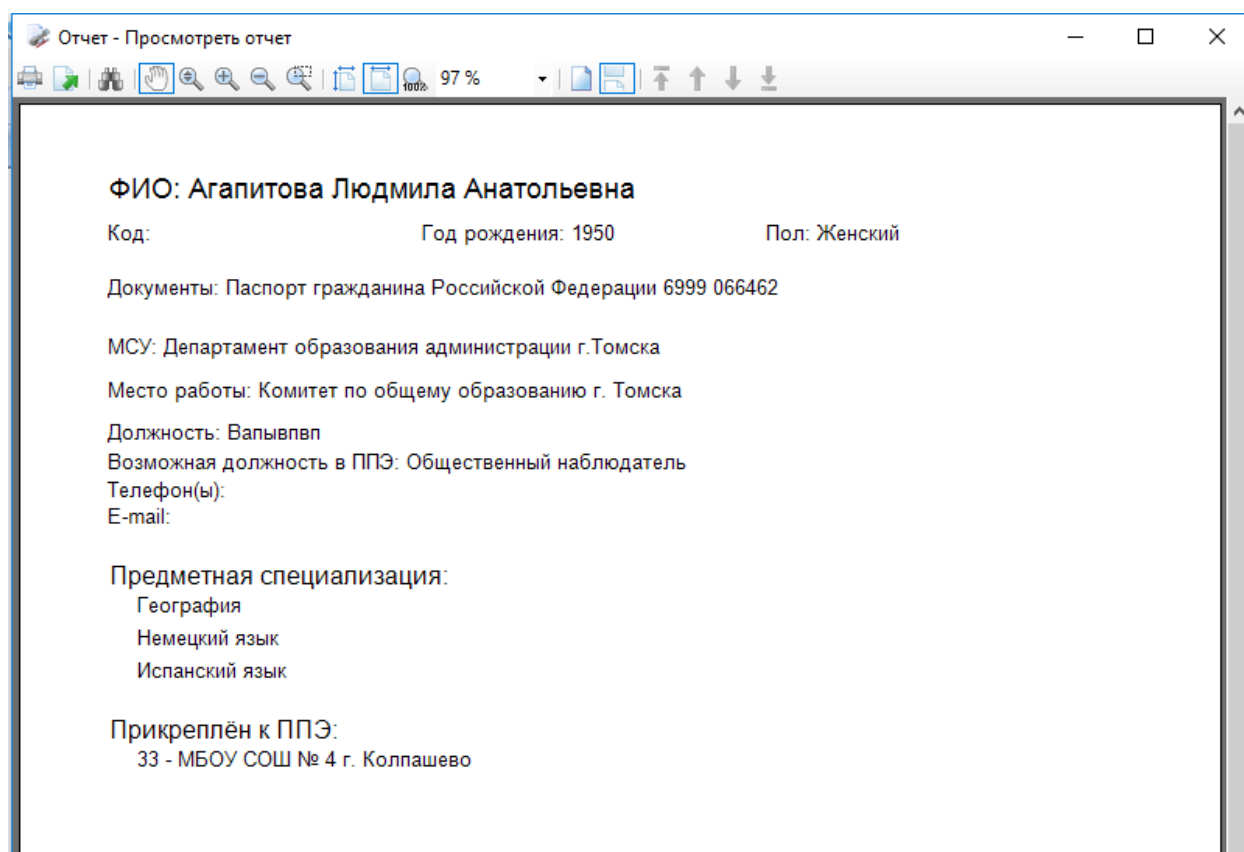 Отчет - Просмотреть отчет
100% 97 %
ФИО: Агапитова Людмила Анатольевна
Код: Год рождения: 1950 Пол: Женский
Документы: Паспорт гражданина Российской Федерации 6999 066462
МСУ: Департамент образования администрации г.Томска
Место работы: Комитет по общему образованию г. Томска
Должность: Вапывпвп
Возможная должность в ППЭ: Общественный наблюдатель
Телефон(ы):
E-mail:
Предметная специализация:
География
Немецкий язык
Испанский язык
Прикреплён к ППЭ:
33 - МБОУ СОШ № 4 г. Колпашево